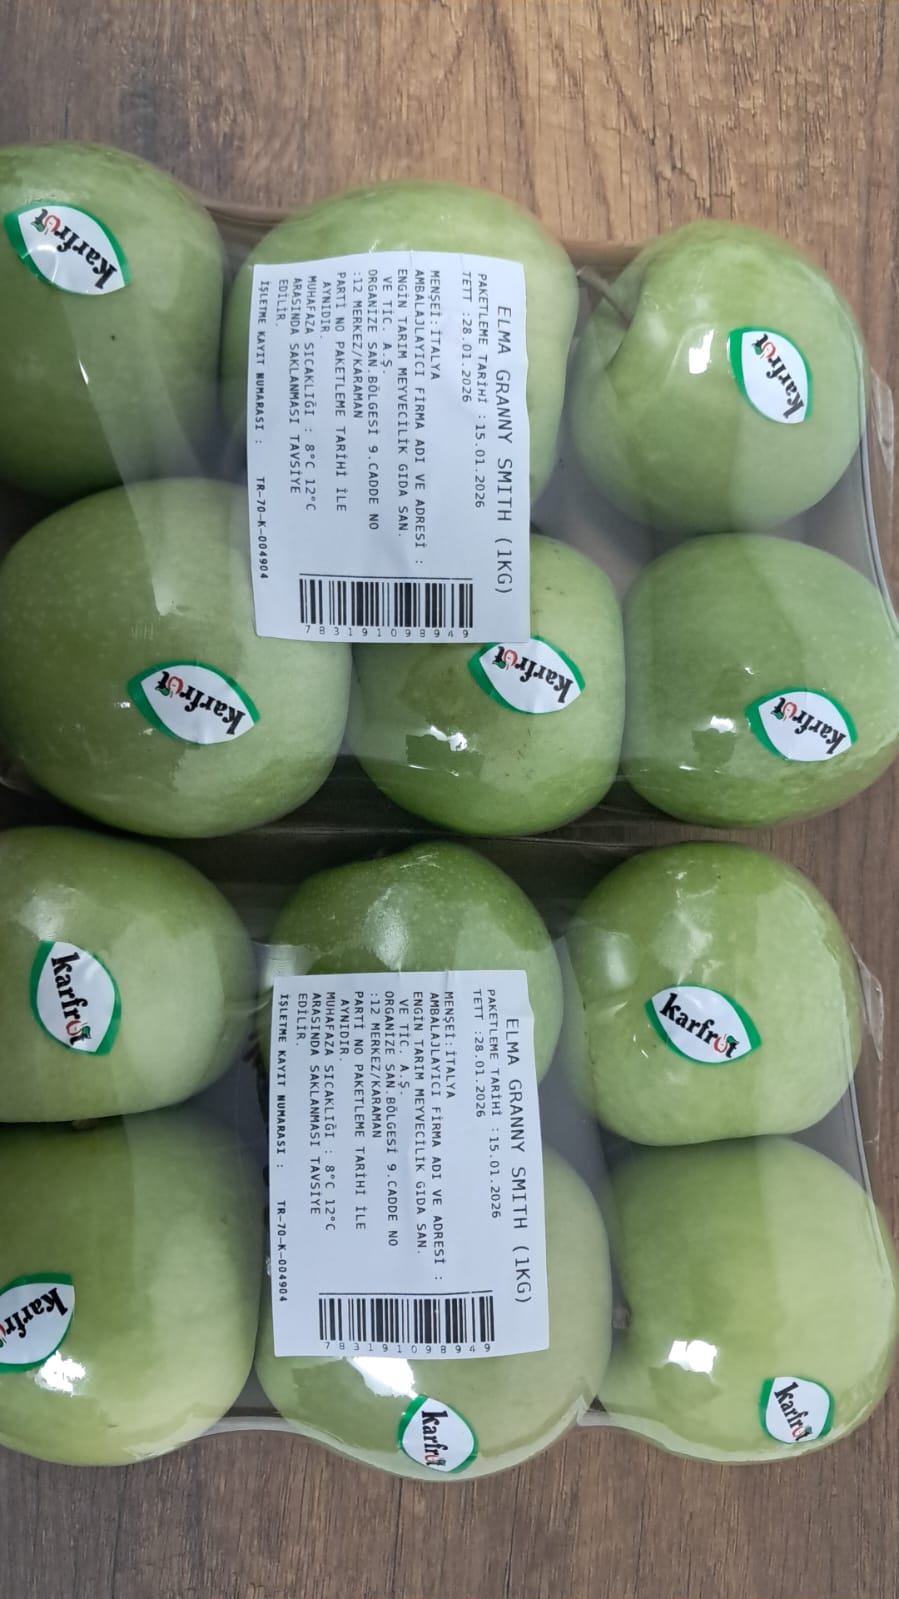 karfrut
karfrut
karfrut
karfrut
karfrut
ELMA GRANNY SMITH (1KG)
PAKETLEME TARİHİ :15.01.2026
TETT :28.01.2026
MENŞEİ:İTALYA
AMBALAJLAYICI FİRMA ADI VE ADRESİ :
ENGİN TARIM MEYVECİLİK GIDA SAN.
VE TİC. A.Ş.
ORGANİZE SAN.BÖLGESİ 9.CADDE NO
:12 MERKEZ/KARAMAN
PARTİ NO PAKETLEME TARİHİ İLE
AYNIDIR.
MUHAFAZA SICAKLIĞI : 8°C 12°C
ARASINDA SAKLANMASI TAVSİYE
EDİLİR.
İŞLETME KAYIT NUMARASI : TR-70-K-004904
783191098949
karfrut
karfrut
karfrut
karfrut
karfrut
ELMA GRANNY SMITH (1KG)
PAKETLEME TARİHİ :15.01.2026
TETT :28.01.2026
MENŞEİ:İTALYA
AMBALAJLAYICI FİRMA ADI VE ADRESİ :
ENGİN TARIM MEYVECİLİK GIDA SAN.
VE TİC. A.Ş.
ORGANİZE SAN.BÖLGESİ 9.CADDE NO
:12 MERKEZ/KARAMAN
PARTİ NO PAKETLEME TARİHİ İLE
AYNIDIR.
MUHAFAZA SICAKLIĞI : 8°C 12°C
ARASINDA SAKLANMASI TAVSİYE
EDİLİR.
İŞLETME KAYIT NUMARASI : TR-70-K-004904
783191098949